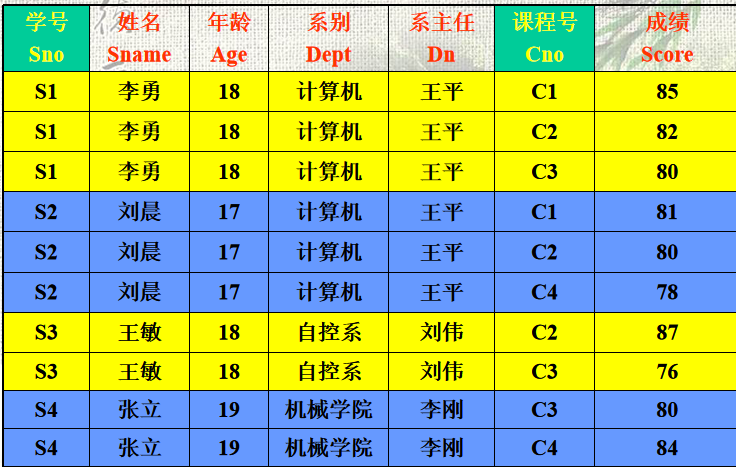 学号 姓名 年龄 系别 系主任 课程号 成绩
Sno Sname Age Dept Dn Cno Score
S1 李勇 18 计算机 王平 C1 85
S1 李勇 18 计算机 王平 C2 82
S1 李勇 18 计算机 王平 C3 80
S2 刘晨 17 计算机 王平 C1 81
S2 刘晨 17 计算机 王平 C2 80
S2 刘晨 17 计算机 王平 C4 78
S3 王敏 18 自控系 刘伟 C2 87
S3 王敏 18 自控系 刘伟 C3 76
S4 张立 19 机械学院 李刚 C3 80
S4 张立 19 机械学院 李刚 C4 84